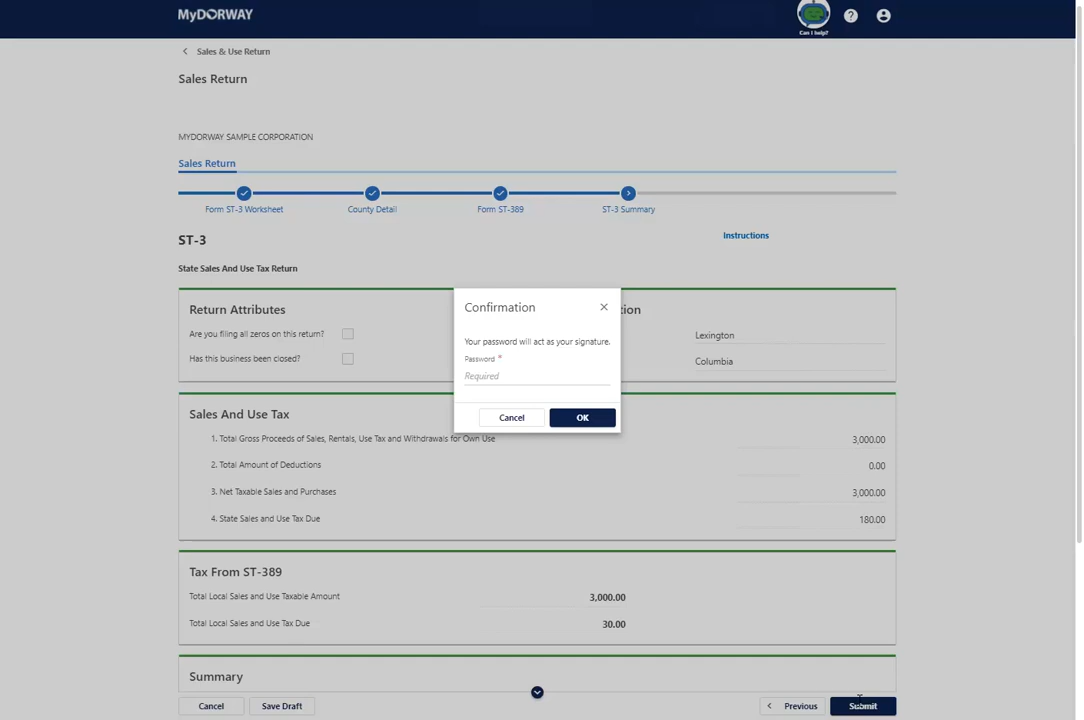 MyDORWAY
Can I help?
Sales & Use Return
Sales Return
MYDORWAY SAMPLE CORPORATION
Sales Return
Form ST-3 Worksheet
County Detail
Form ST-389
ST-3 Summary
ST-3
Instructions
State Sales And Use Tax Return
Return Attributes
Are you filing all zeros on this return?
Has this business been closed?
Lexington
Columbia
Confirmation
Your password will act as your signature.
Password *
Required
Cancel
OK
Sales And Use Tax
1. Total Gross Proceeds of Sales, Rentals, Use Tax and Withdrawals for Own Use 3,000.00
2. Total Amount of Deductions 0.00
3. Net Taxable Sales and Purchases 3,000.00
4. State Sales and Use Tax Due 180.00
Tax From ST-389
Total Local Sales and Use Taxable Amount 3,000.00
Total Local Sales and Use Tax Due 30.00
Summary
Cancel
Save Draft
Previous
Submit